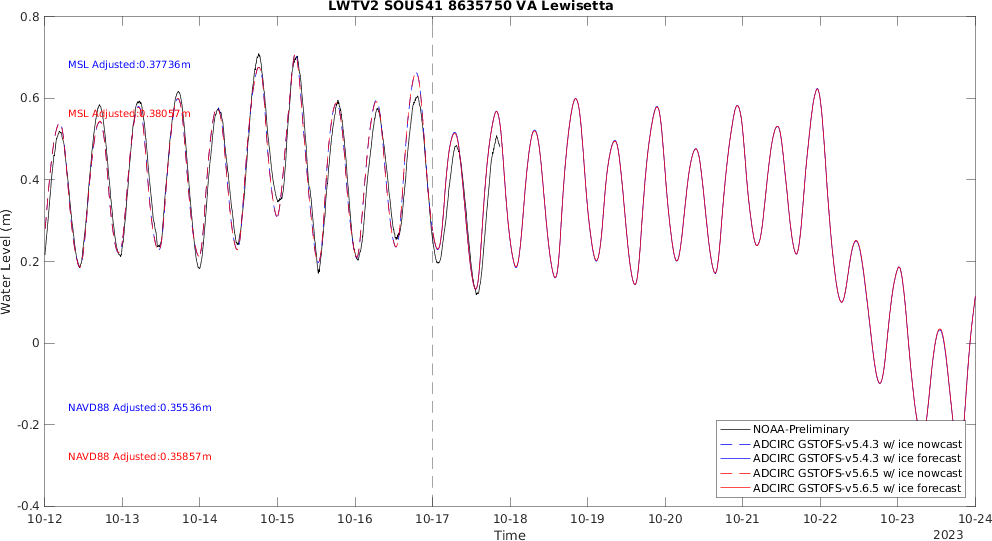 LWTV2 SOUS41 8635750 VA Lewisetta
0.8
0.6
0.4
0.2
0
-0.2
-0.4
Water Level (m)
MSL Adjusted:0.37736m
MSL Adjusted:0.38057m
NAVD88 Adjusted:0.35536m
NAVD88 Adjusted:0.35857m
NOAA-Preliminary
ADCIRC GSTOFS-v5.4.3 w/ ice nowcast
ADCIRC GSTOFS-v5.4.3 w/ ice forecast
ADCIRC GSTOFS-v5.6.5 w/ ice nowcast
ADCIRC GSTOFS-v5.6.5 w/ ice forecast
10-12 10-13 10-14 10-15 10-16 10-17 10-18 10-19 10-20 10-21 10-22 10-23 10-24
Time
2023